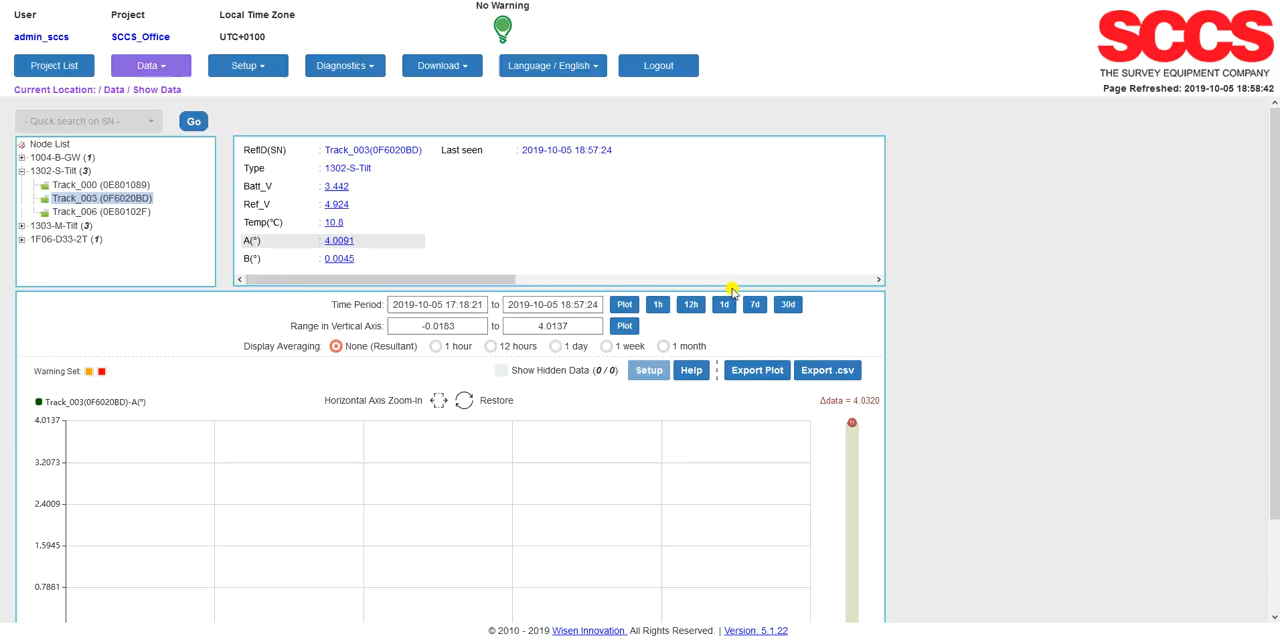 User Project Local Time Zone No Warning
admin_sccs SCCS_Office UTC+0100
SCCS
THE SURVEY EQUIPMENT COMPANY
Project List Data Setup Diagnostics Download Language / English Logout
Current Location: / Data / Show Data Page Refreshed: 2019-10-05 18:58:42
- Quick search on SN - Go
Node List
1004-B-GW (1)
1302-S-Tilt (3)
Track_000 (0E801089)
Track_003 (0F6020BD)
Track_006 (0E80102F)
1303-M-Tilt (3)
1F06-D33-2T (1)
RefID(SN) : Track_003(0F6020BD) Last seen : 2019-10-05 18:57:24
Type : 1302-S-Tilt
Batt_V : 3.442
Ref_V : 4.924
Temp(°C) : 10.8
A(°) : 4.0091
B(°) : 0.0045
Time Period: 2019-10-05 17:18:21 to 2019-10-05 18:57:24 Plot 1h 12h 1d 7d 30d
Range in Vertical Axis: -0.0183 to 4.0137 Plot
Display Averaging: None (Resultant) 1 hour 12 hours 1 day 1 week 1 month
Warning Set: Show Hidden Data (0 / 0) Setup Help Export Plot Export .csv
Track_003(0F6020BD)-A(°) Horizontal Axis Zoom-In Restore Δdata = 4.0320
4.0137
3.2073
2.4009
1.5945
0.7881
© 2010 - 2019 Wisen Innovation. All Rights Reserved. | Version: 5.1.22